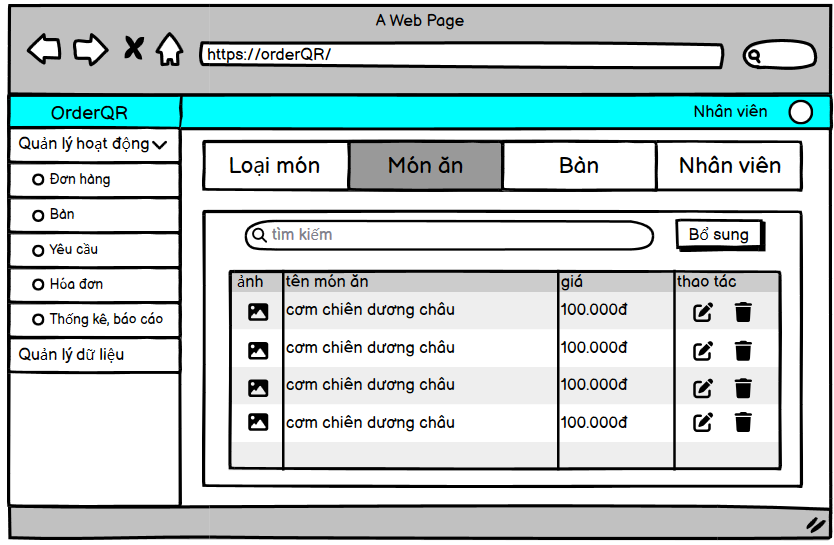 A Web Page
https://orderQR/
OrderQR
Nhân viên
Quản lý hoạt động
Đơn hàng
Bàn
Yêu cầu
Hóa đơn
Thống kê, báo cáo
Quản lý dữ liệu
Loại món
Món ăn
Bàn
Nhân viên
tìm kiếm
Bổ sung
ảnh tên món ăn giá thao tác
cơm chiên dương châu 100.000đ
cơm chiên dương châu 100.000đ
cơm chiên dương châu 100.000đ
cơm chiên dương châu 100.000đ